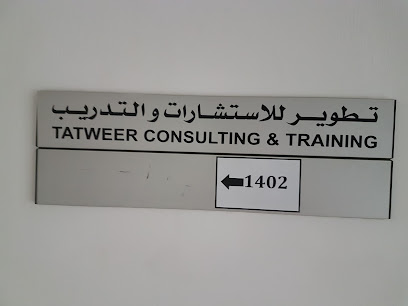 تطوير للاستشارات و التدريب
TATWEER CONSULTING & TRAINING
←1402